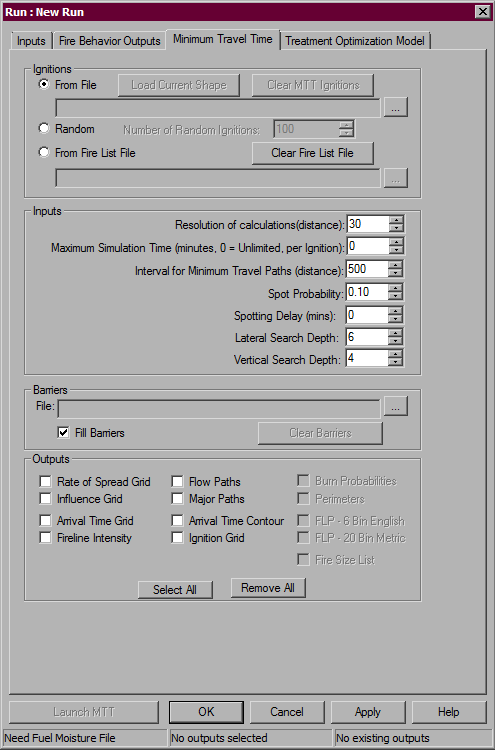 Run : New Run
Inputs Fire Behavior Outputs Minimum Travel Time Treatment Optimization Model
Ignitions
From File Load Current Shape Clear MTT Ignitions
...
Random Number of Random Ignitions: 100
From Fire List File Clear Fire List File
...
Inputs
Resolution of calculations(distance): 30
Maximum Simulation Time (minutes, 0 = Unlimited, per Ignition): 0
Interval for Minimum Travel Paths (distance): 500
Spot Probability: 0.10
Spotting Delay (mins): 0
Lateral Search Depth: 6
Vertical Search Depth: 4
Barriers
File: ...
Fill Barriers Clear Barriers
Outputs
Rate of Spread Grid Flow Paths Burn Probabilities
Influence Grid Major Paths Perimeters
Arrival Time Grid Arrival Time Contour FLP - 6 Bin English
Fireline Intensity Ignition Grid FLP - 20 Bin Metric
Fire Size List
Select All Remove All
Launch MTT OK Cancel Apply Help
Need Fuel Moisture File No outputs selected No existing outputs